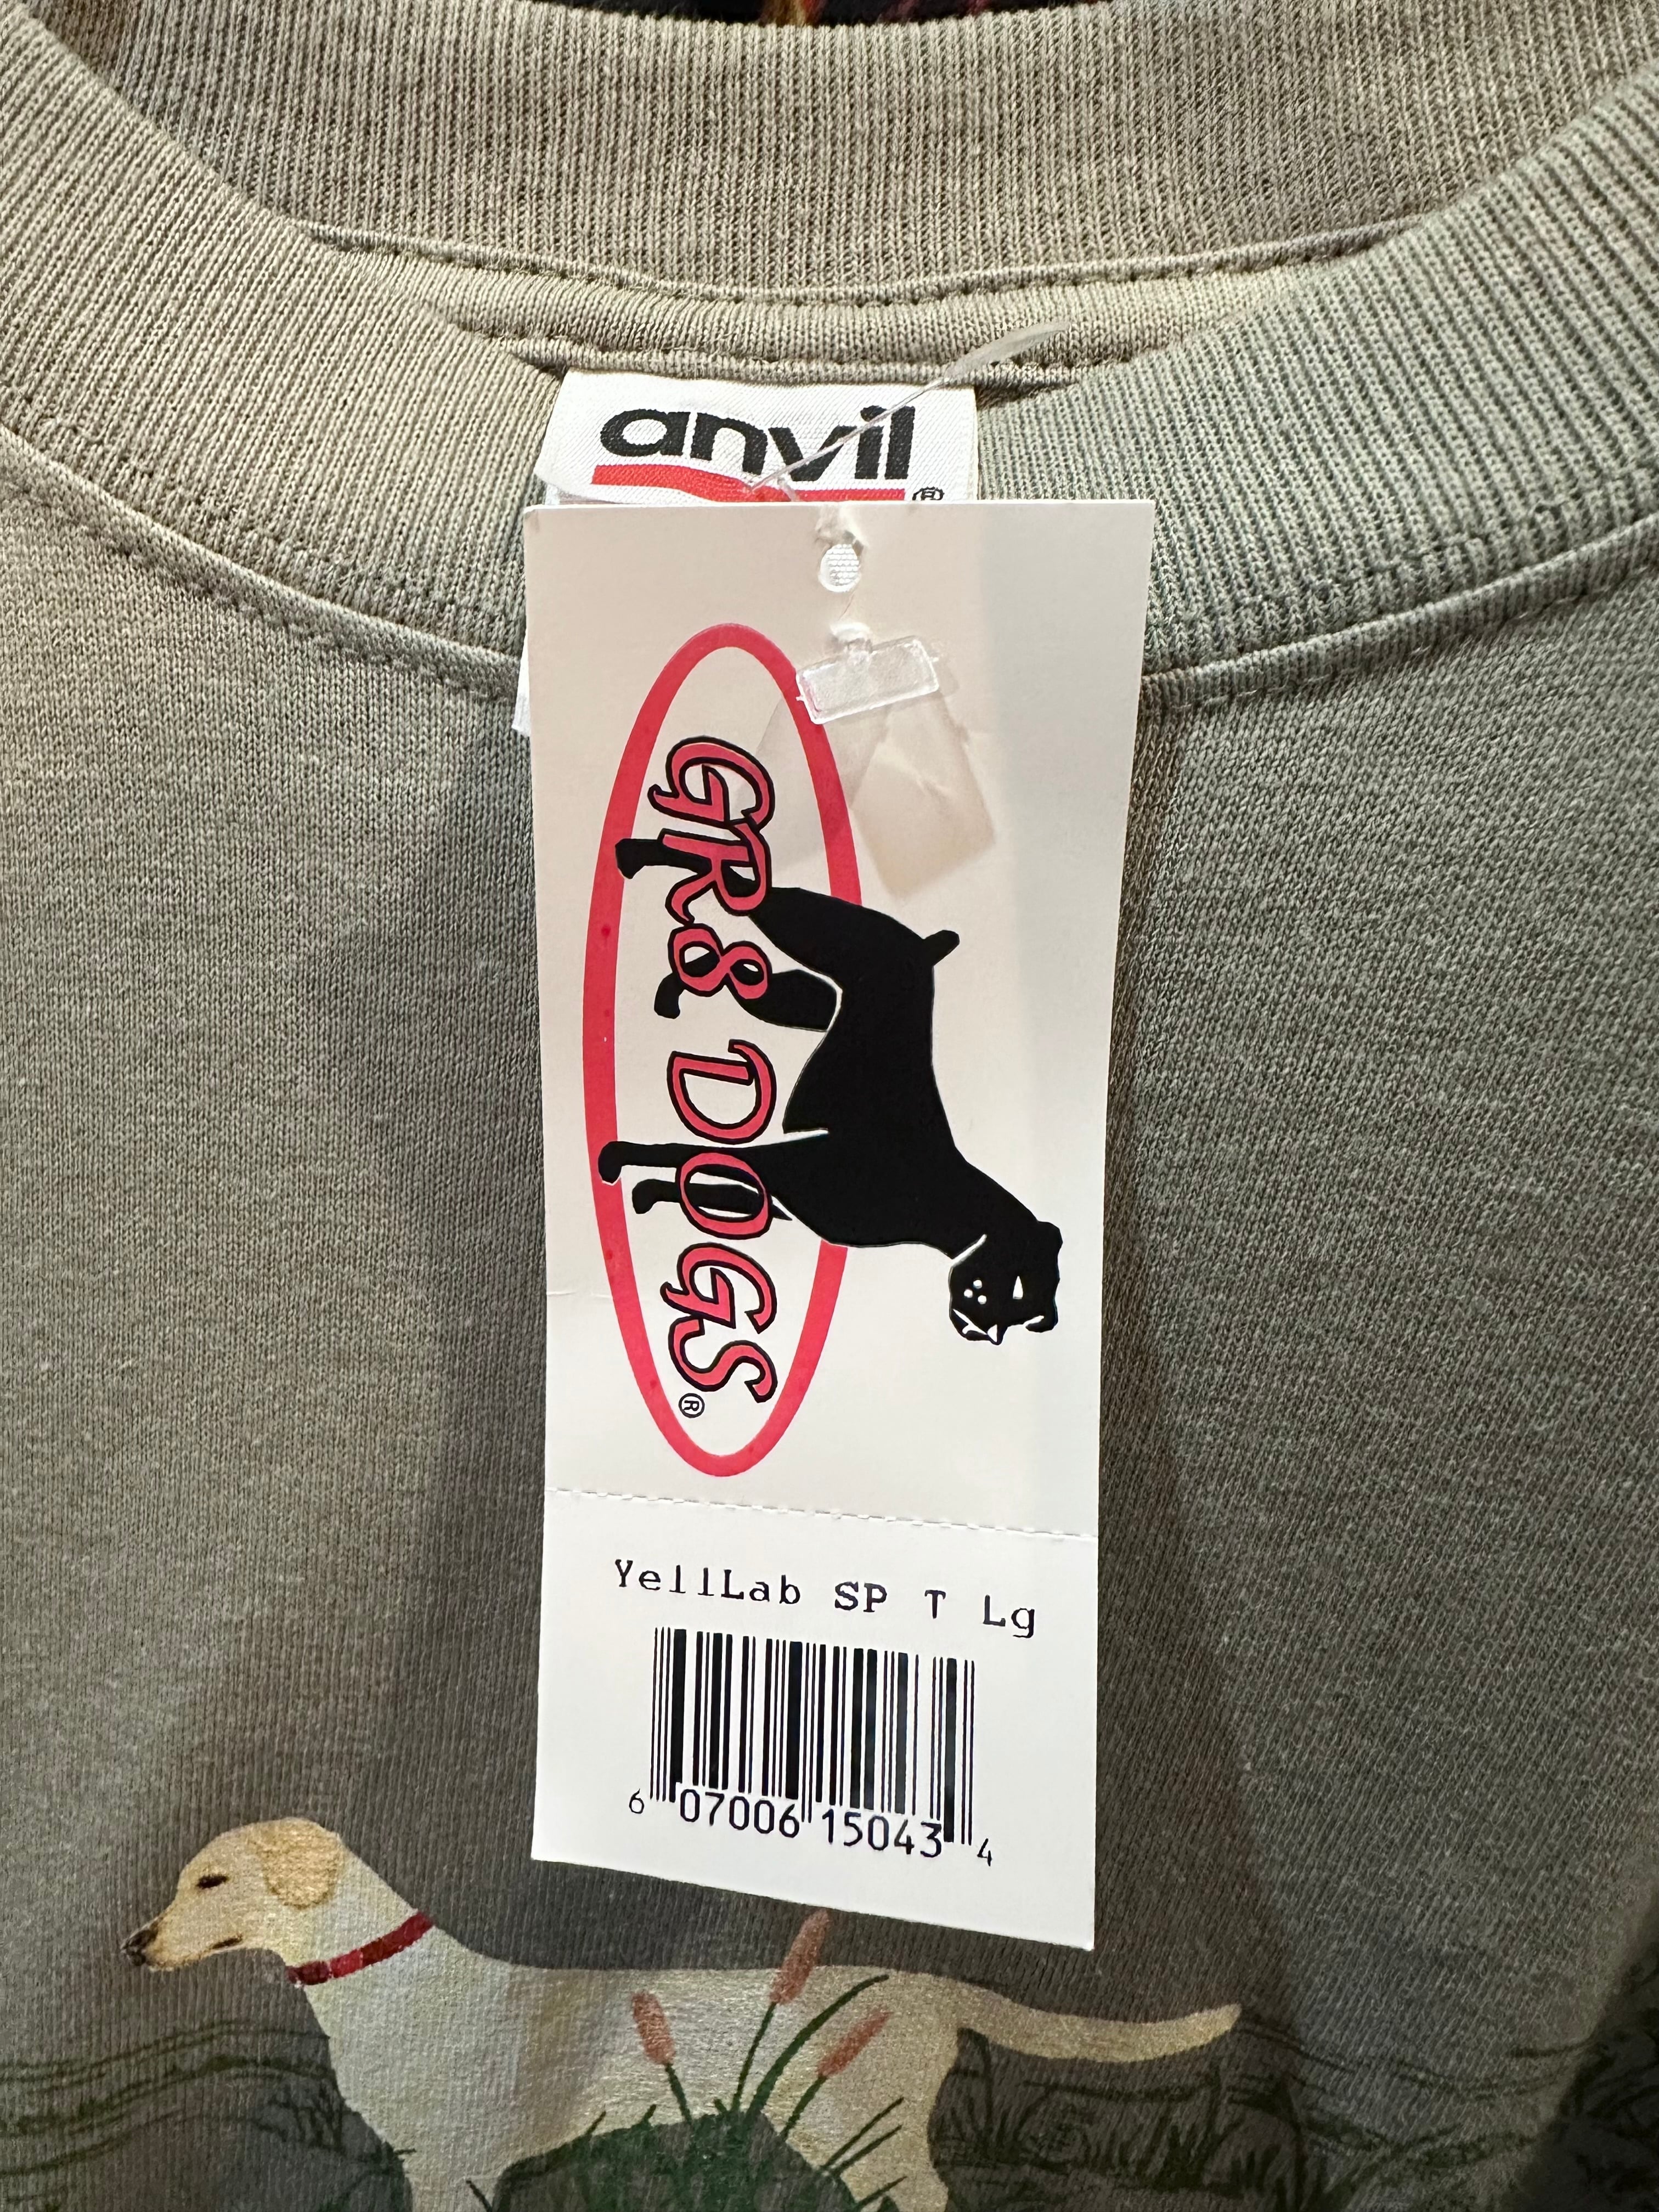 anvil®
GR8 DOGS®
YellLab SP T Lg
6 07006 15043 4